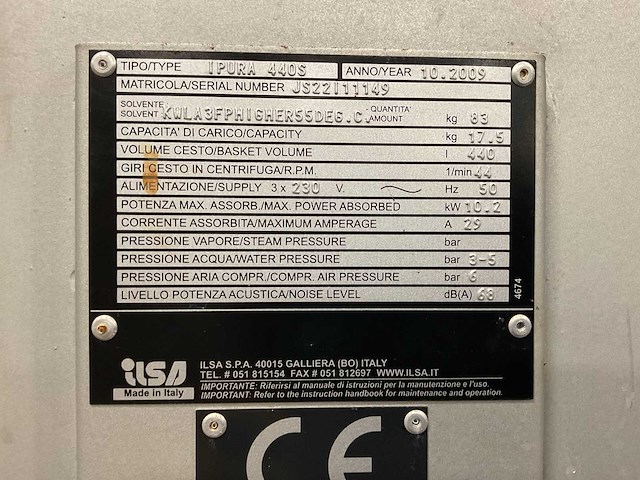 TIPO/TYPE IPURA 440S ANNO/YEAR 10.2009
MATRICOLA/SERIAL NUMBER JS22I11149
SOLVENTE SOLVENT KWLA3FPHIGHER55DEG.C. - QUANTITA' AMOUNT kg 83
CAPACITA' DI CARICO/CAPACITY kg 17.5
VOLUME CESTO/BASKET VOLUME l 440
GIRI CESTO IN CENTRIFUGA/R.P.M. 1/min 44
ALIMENTAZIONE/SUPPLY 3 x 230 V. Hz 50
POTENZA MAX. ASSORB./MAX. POWER ABSORBED kW 10.2
CORRENTE ASSORBITA/MAXIMUM AMPERAGE A 29
PRESSIONE VAPORE/STEAM PRESSURE bar
PRESSIONE ACQUA/WATER PRESSURE bar 3-5
PRESSIONE ARIA COMPR./COMPR. AIR PRESSURE bar 6
LIVELLO POTENZA ACUSTICA/NOISE LEVEL dB(A) 68
4674
ilSA
Made in Italy
ILSA S.P.A. 40015 GALLIERA (BO) ITALY
TEL. # 051 815154 FAX # 051 812697 WWW.ILSA.IT
IMPORTANTE: Riferirsi al manuale di istruzioni per la manutenzione e l'uso.
IMPORTANT: Refer to the instruction handbook for maintenance and operation.
CE